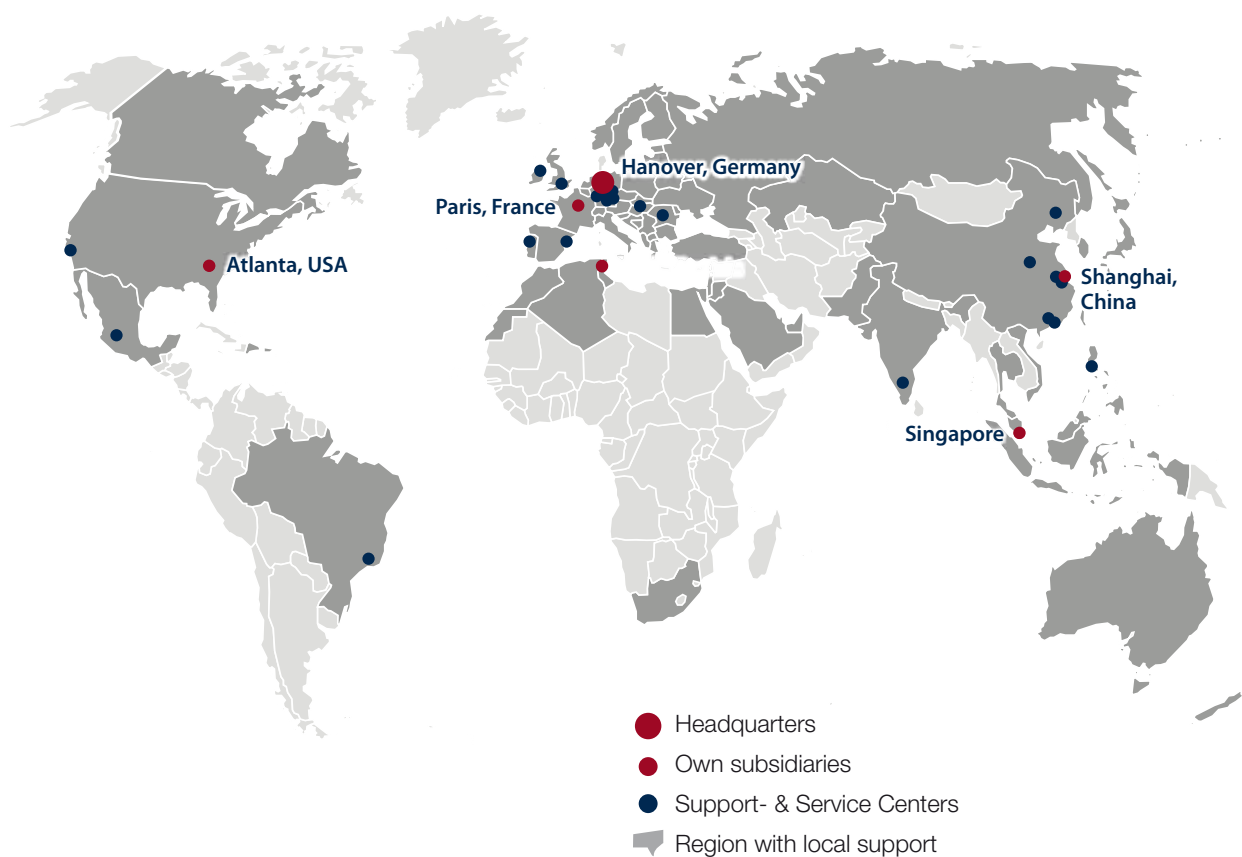 Hanover, Germany
Paris, France
Atlanta, USA
Shanghai,
China
Singapore
Headquarters
Own subsidiaries
Support- & Service Centers
Region with local support